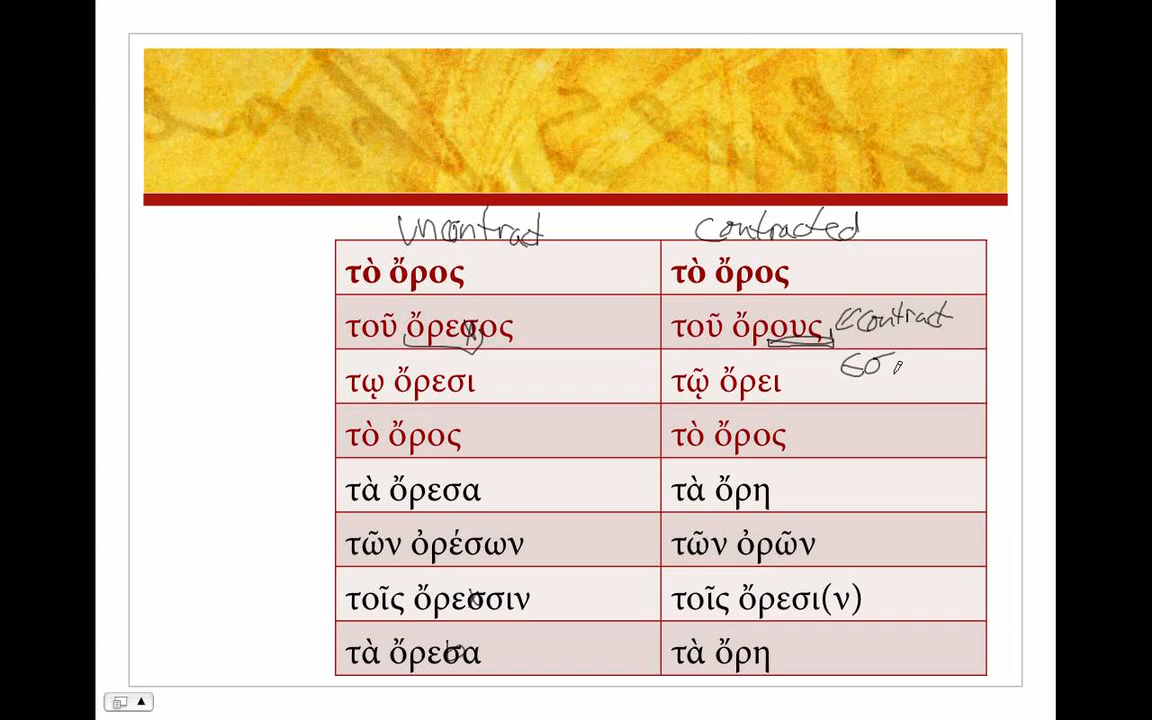 uncontract contracted
τὸ ὄρος τὸ ὄρος
τοῦ ὄρεσος τοῦ ὄρους contract
τῳ ὄρεσι τῷ ὄρει εσ
τὸ ὄρος τὸ ὄρος
τὰ ὄρεσα τὰ ὄρη
τῶν ὀρέσων τῶν ὀρῶν
τοῖς ὄρεσσιν τοῖς ὄρεσι(ν)
τὰ ὄρεσα τὰ ὄρη